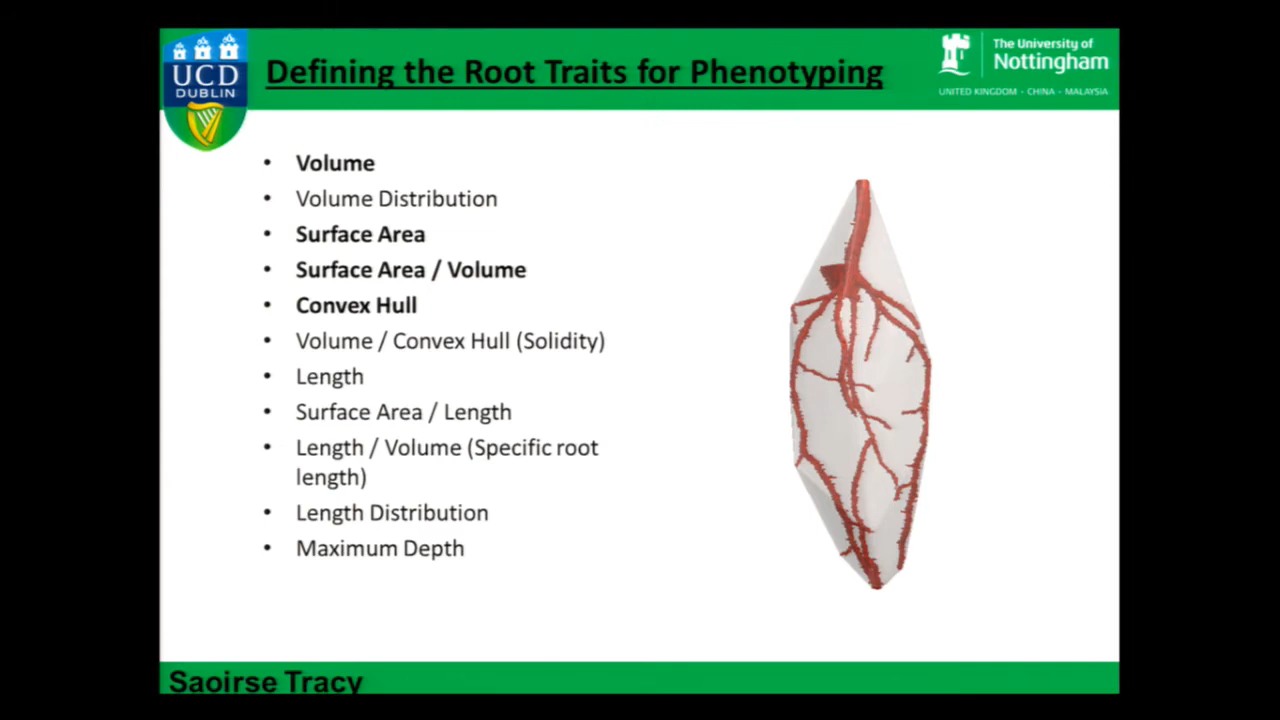 Defining the Root Traits for Phenotyping
UCD
DUBLIN
The University of
Nottingham
UNITED KINGDOM · CHINA · MALAYSIA
• Volume
• Volume Distribution
• Surface Area
• Surface Area / Volume
• Convex Hull
• Volume / Convex Hull (Solidity)
• Length
• Surface Area / Length
• Length / Volume (Specific root
length)
• Length Distribution
• Maximum Depth
Saoirse Tracy